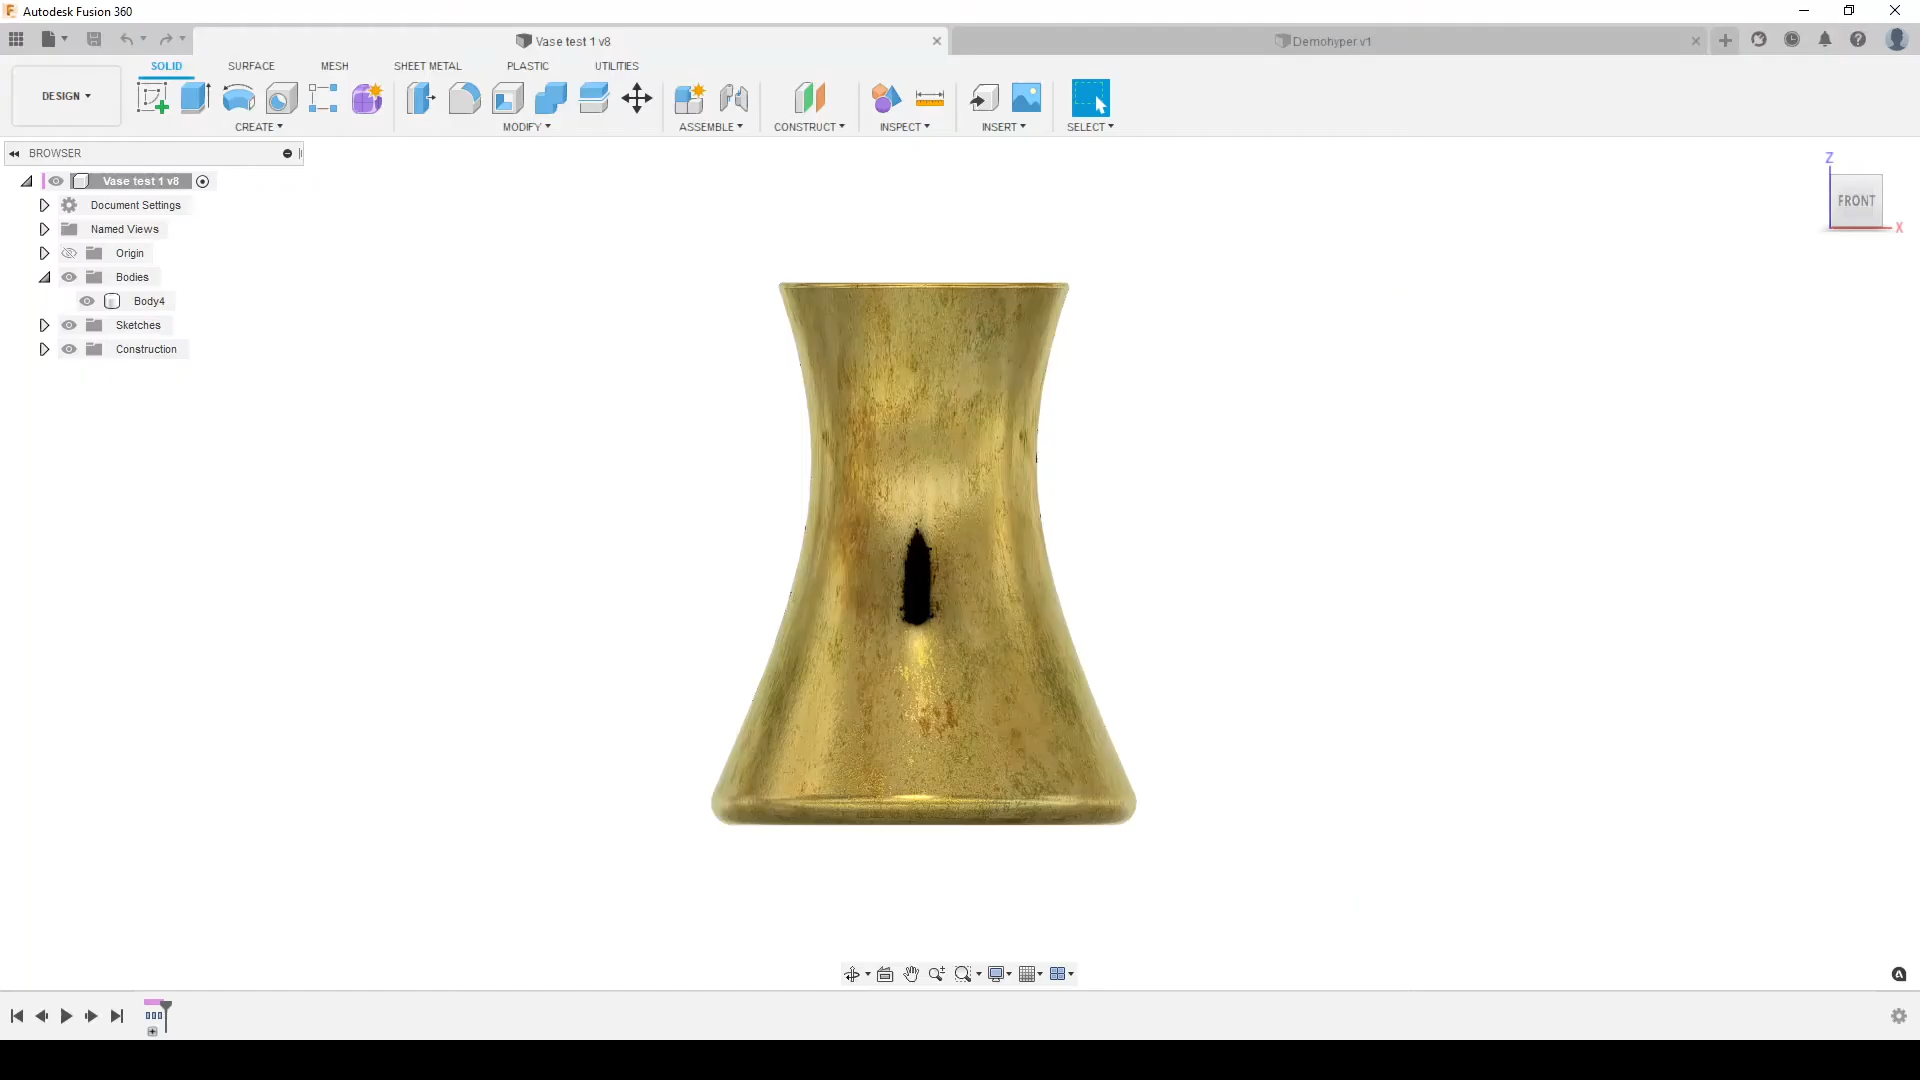 Autodesk Fusion 360
Vase test 1 v8
Demohyper v1
SOLID
SURFACE
MESH
SHEET METAL
PLASTIC
UTILITIES
DESIGN
CREATE
MODIFY
ASSEMBLE
CONSTRUCT
INSPECT
INSERT
SELECT
BROWSER
Vase test 1 v8
Document Settings
Named Views
Origin
Bodies
Body4
Sketches
Construction
Z
FRONT
X